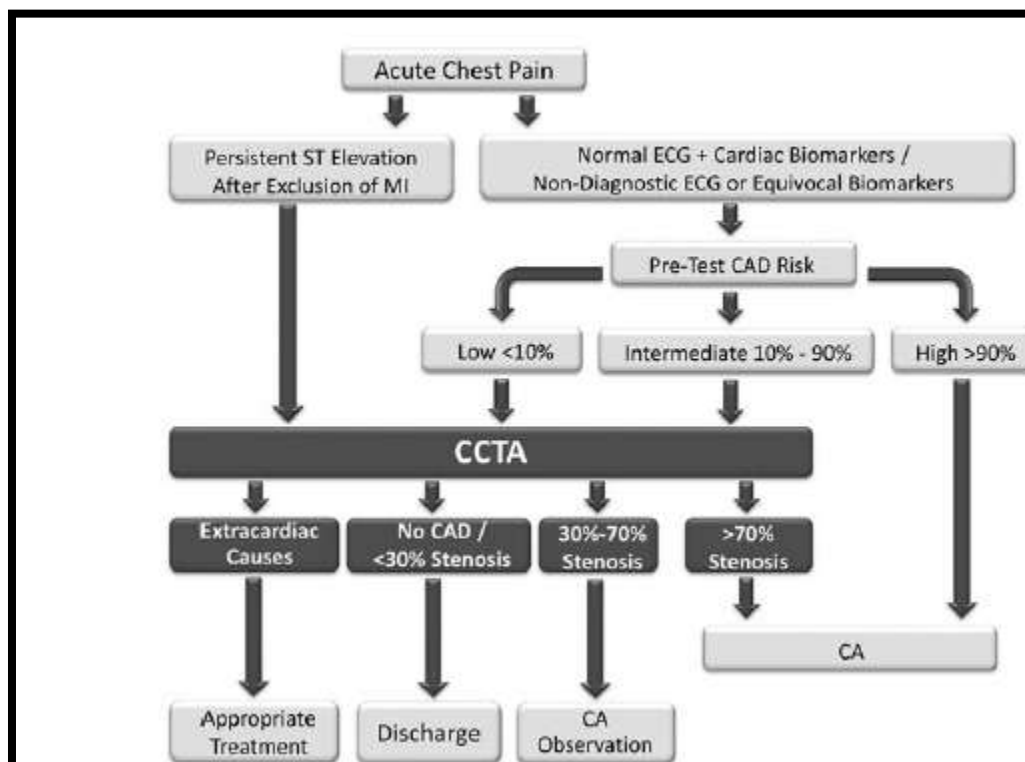 Acute Chest Pain
Persistent ST Elevation
After Exclusion of MI
Normal ECG + Cardiac Biomarkers /
Non-Diagnostic ECG or Equivocal Biomarkers
Pre-Test CAD Risk
Low <10%
Intermediate 10% - 90%
High >90%
CCTA
Extracardiac
Causes
No CAD /
<30% Stenosis
30%-70%
Stenosis
>70%
Stenosis
CA
Appropriate
Treatment
Discharge
CA
Observation